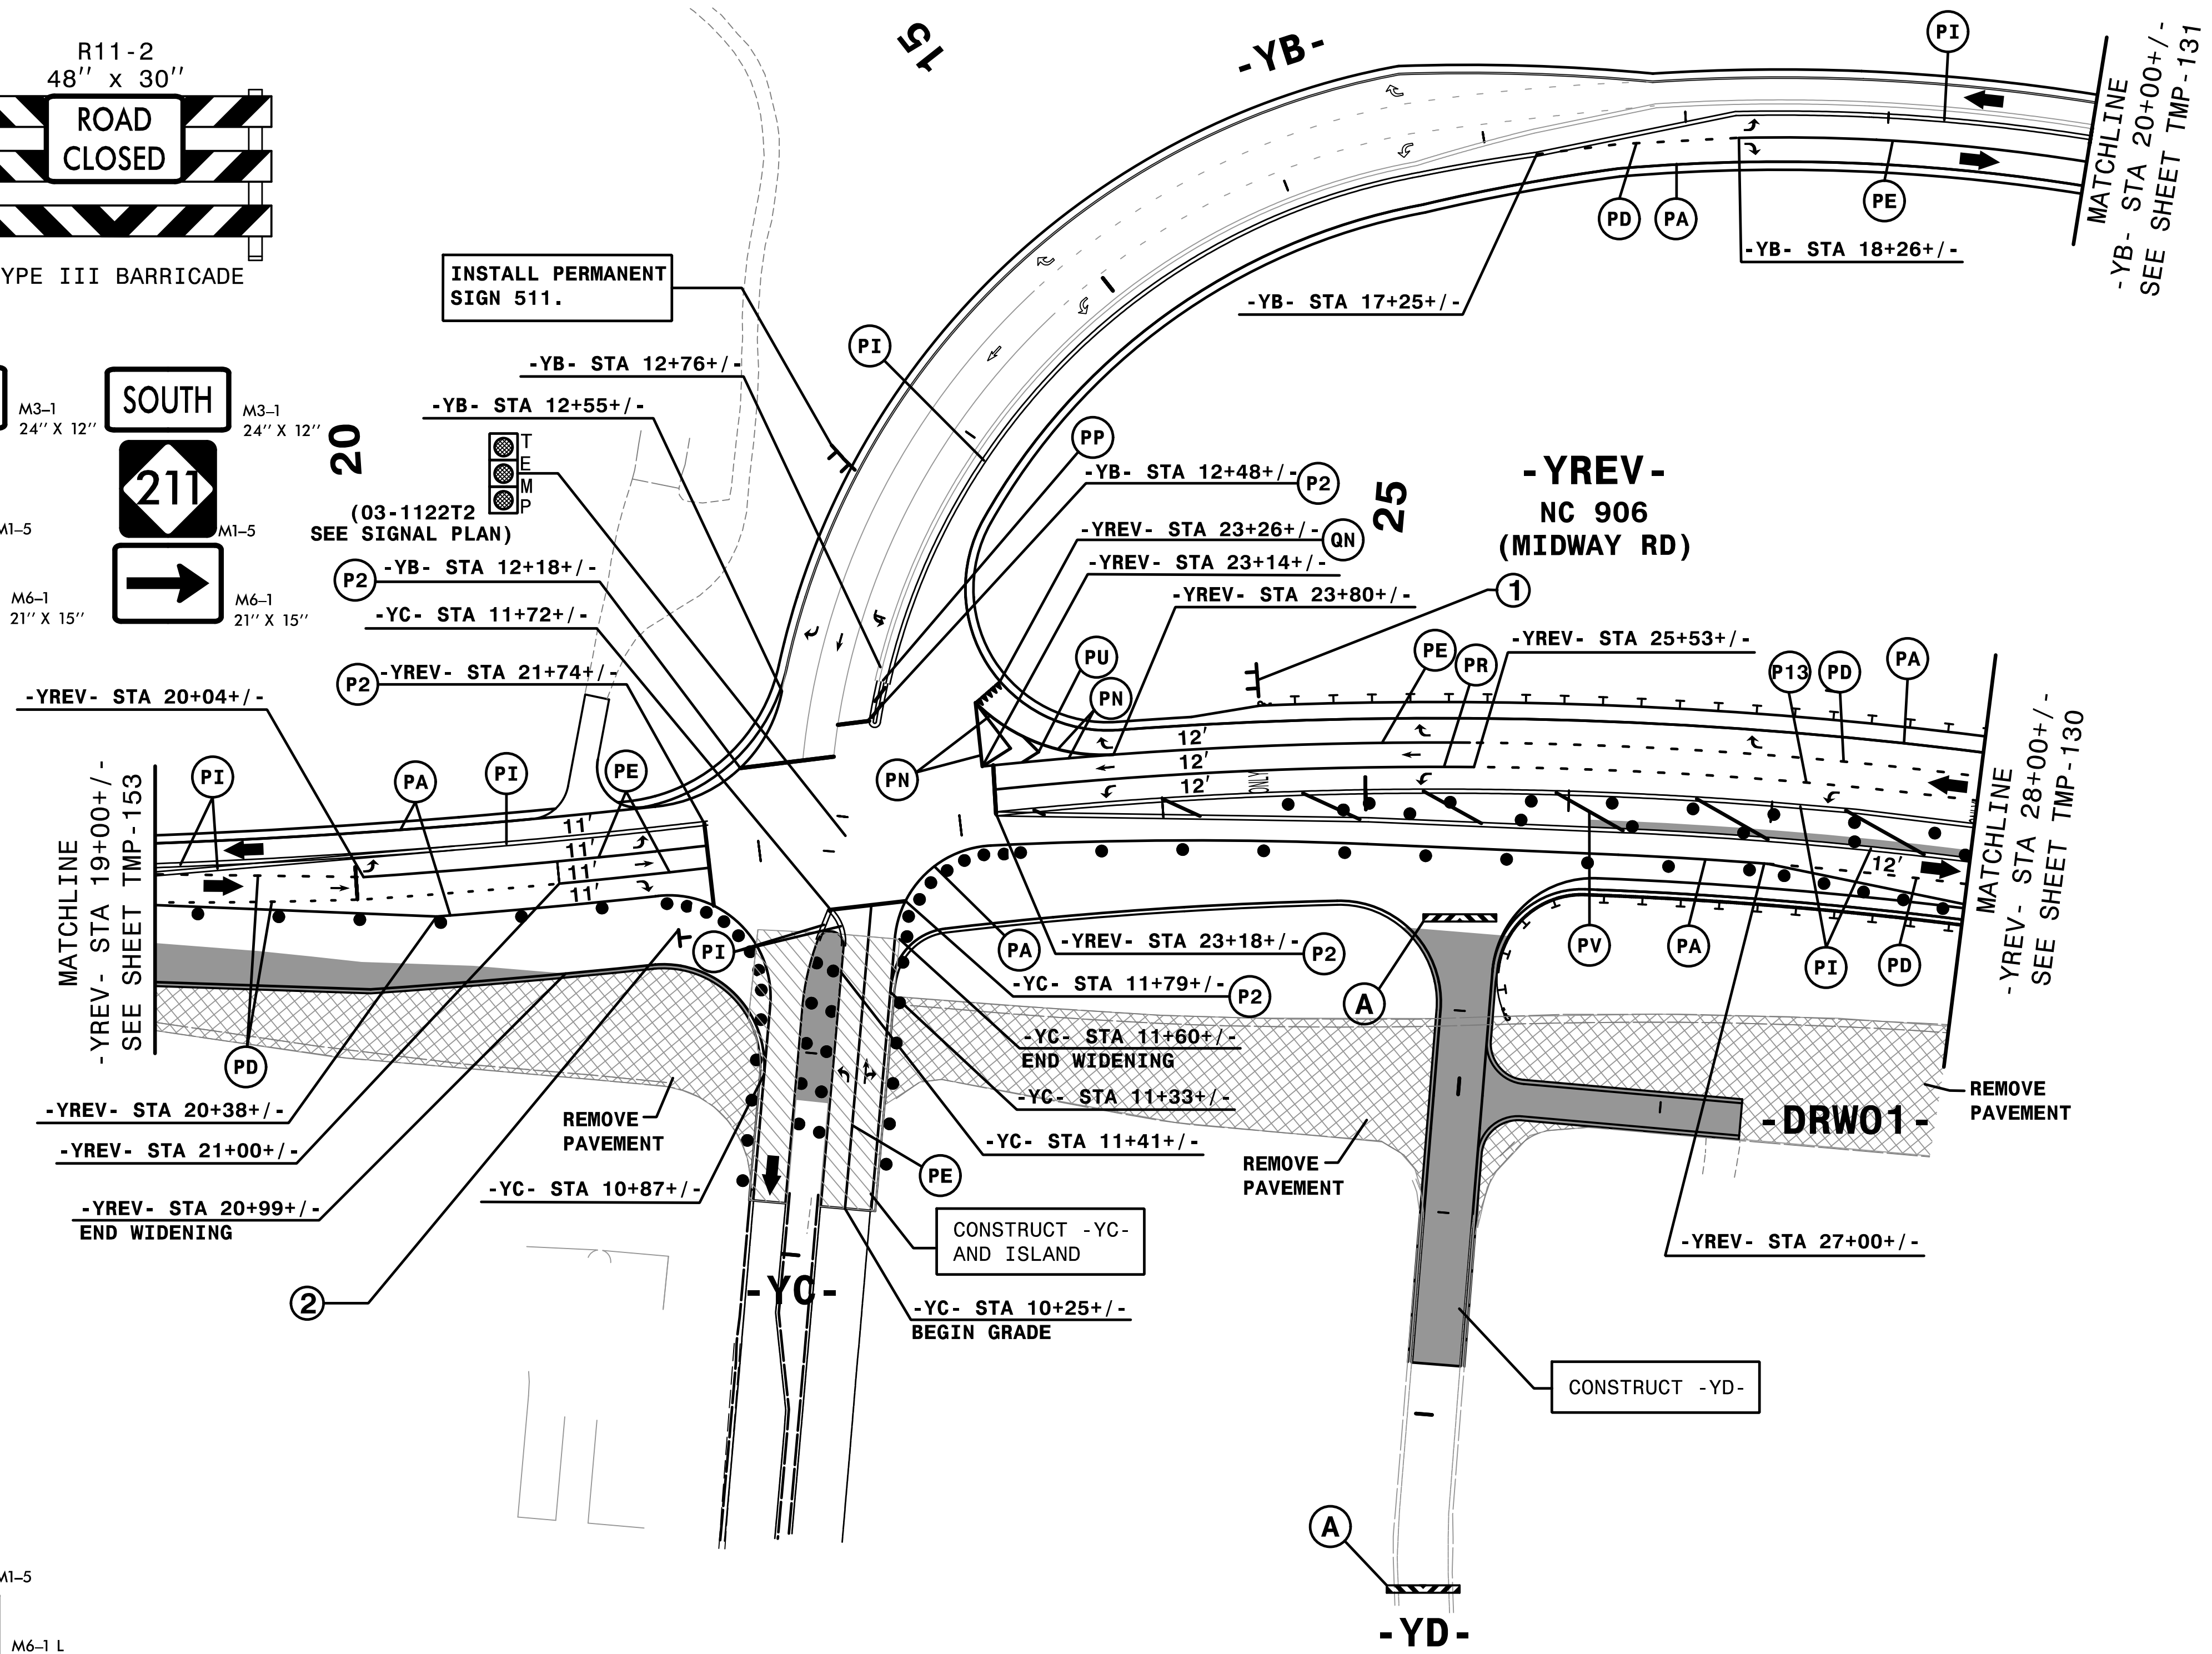 R11-2
48'' x 30''
ROAD
CLOSED
YPE III BARRICADE
M3-1
24'' X 12''
SOUTH
M3-1
24'' X 12''
211
M1-5
M1-5
M6-1
21'' X 15''
M6-1
21'' X 15''
M1-5
M6-1 L
15
20
25
-YB-
PI
MATCHLINE
-YB- STA 20+00+/-
SEE SHEET TMP-131
PD
PA
PE
-YB- STA 18+26+/-
-YB- STA 17+25+/-
INSTALL PERMANENT
SIGN 511.
PI
-YB- STA 12+76+/-
-YB- STA 12+55+/-
T
E
M
P
(03-1122T2
SEE SIGNAL PLAN)
P2
-YB- STA 12+18+/-
-YC- STA 11+72+/-
P2
-YREV- STA 21+74+/-
-YREV- STA 20+04+/-
PP
-YB- STA 12+48+/-
P2
-YREV- STA 23+26+/-
QN
-YREV- STA 23+14+/-
-YREV- STA 23+80+/-
-YREV-
NC 906
(MIDWAY RD)
1
PU
PN
PN
PE
PR
-YREV- STA 25+53+/-
P13
PD
PA
12'
12'
12'
ONLY
12'
MATCHLINE
-YREV- STA 28+00+/-
SEE SHEET TMP-130
MATCHLINE
-YREV- STA 19+00+/-
SEE SHEET TMP-153
PI
PA
PI
PE
11'
11'
11'
11'
PD
PI
PA
-YREV- STA 23+18+/-
P2
-YC- STA 11+79+/-
P2
-YC- STA 11+60+/-
END WIDENING
-YC- STA 11+33+/-
-YC- STA 11+41+/-
PE
A
PV
PA
PI
PD
-YREV- STA 20+38+/-
-YREV- STA 21+00+/-
-YREV- STA 20+99+/-
END WIDENING
REMOVE
PAVEMENT
-YC- STA 10+87+/-
REMOVE
PAVEMENT
-DRW01-
REMOVE
PAVEMENT
2
-YC-
CONSTRUCT -YC-
AND ISLAND
-YC- STA 10+25+/-
BEGIN GRADE
-YREV- STA 27+00+/-
CONSTRUCT -YD-
A
-YD-